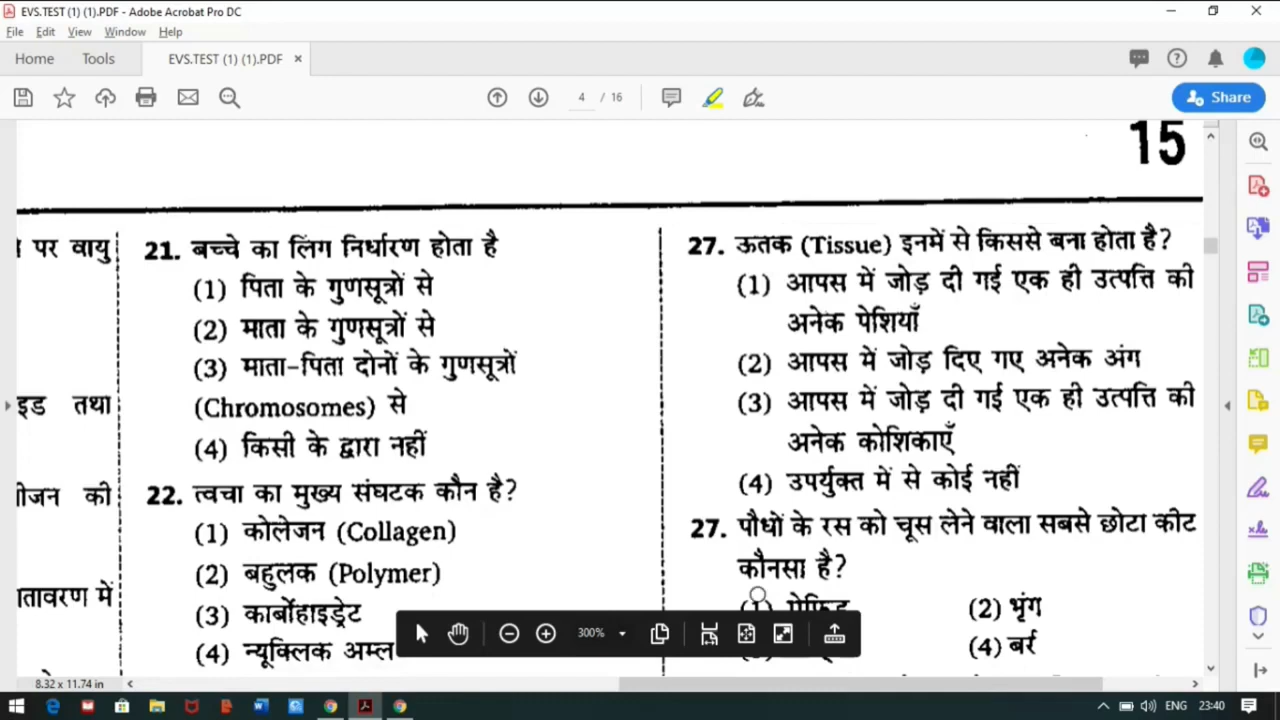 EVS.TEST (1) (1).PDF - Adobe Acrobat Pro DC
File Edit View Window Help
Home Tools EVS.TEST (1) (1).PDF ×
4 / 16
Share
15
पर वायु
इड तथा
ीजन की
ातावरण में
21. बच्चे का लिंग निर्धारण होता है
(1) पिता के गुणसूत्रों से
(2) माता के गुणसूत्रों से
(3) माता-पिता दोनों के गुणसूत्रों
(Chromosomes) से
(4) किसी के द्वारा नहीं
22. त्वचा का मुख्य संघटक कौन है?
(1) कोलेजन (Collagen)
(2) बहुलक (Polymer)
(3) कार्बोहाइड्रेट
(4) न्यूक्लिक अम्ल
27. ऊतक (Tissue) इनमें से किससे बना होता है?
(1) आपस में जोड़ दी गई एक ही उत्पत्ति की
अनेक पेशियाँ
(2) आपस में जोड़ दिए गए अनेक अंग
(3) आपस में जोड़ दी गई एक ही उत्पत्ति की
अनेक कोशिकाएँ
(4) उपर्युक्त में से कोई नहीं
27. पौधों के रस को चूस लेने वाला सबसे छोटा कीट
कौनसा है?
(1) (2) भृंग
(4) बर्र
300%
8.32 x 11.74 in
ENG 23:40